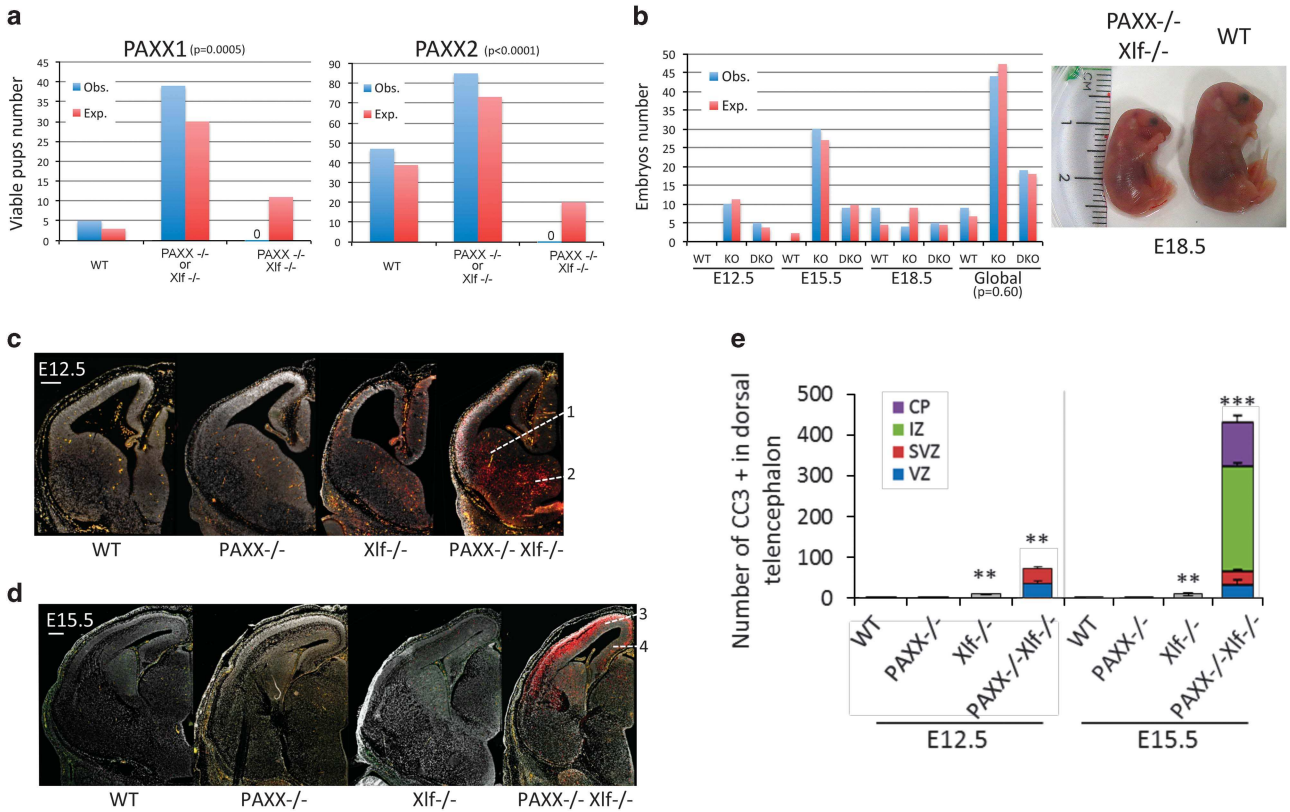 a
PAXX1 (p=0.0005)
Viable pups number
45
40
35
30
25
20
15
10
5
0
Obs.
Exp.
0
WT
PAXX -/-
or
Xlf -/-
PAXX -/-
Xlf -/-
PAXX2 (p<0.0001)
90
80
70
60
50
40
30
20
10
0
Obs.
Exp.
0
WT
PAXX -/-
or
Xlf -/-
PAXX -/-
Xlf -/-
b
Embryos number
50
45
40
35
30
25
20
15
10
5
0
Obs.
Exp.
WT KO DKO WT KO DKO WT KO DKO WT KO DKO
E12.5 E15.5 E18.5 Global
(p=0.60)
PAXX-/-
Xlf-/-
WT
CM
1
2
E18.5
c
E12.5
1
2
WT PAXX-/- Xlf-/- PAXX-/- Xlf-/-
d
E15.5
3
4
WT PAXX-/- Xlf-/- PAXX-/- Xlf-/-
e
Number of CC3 + in dorsal
telencephalon
500
400
300
200
100
0
CP
IZ
SVZ
VZ
**
**
**
***
WT
PAXX-/-
Xlf-/-
PAXX-/-Xlf-/-
WT
PAXX-/-
Xlf-/-
PAXX-/-Xlf-/-
E12.5 E15.5